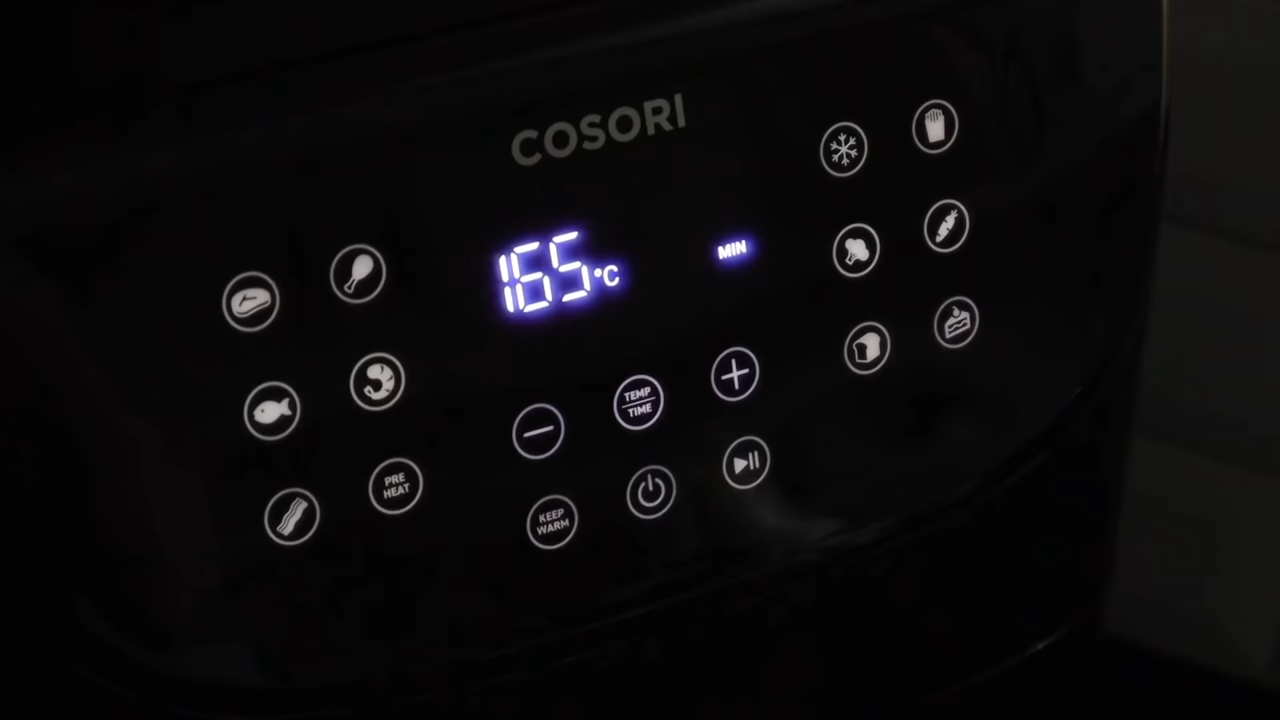 COSORI
165°C
MIN
TEMP
TIME
PRE
HEAT
KEEP
WARM